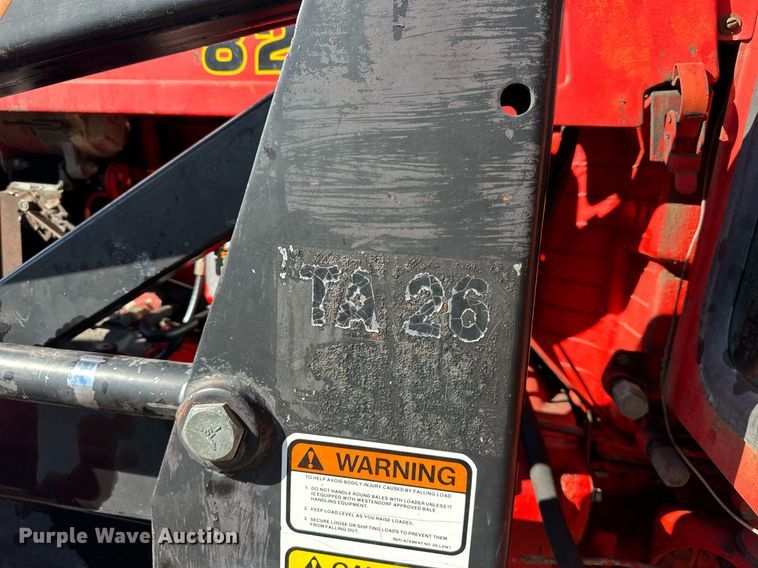 82
TA 26
WARNING
TO HELP AVOID BODILY INJURY CAUSED BY FALLING LOAD
1. DO NOT HANDLE ROUND BALES WITH LOADER UNLESS IT
IS EQUIPPED WITH WESTENDORF APPROVED BALE
HANDLING EQUIPMENT.
2. KEEP LOAD LEVEL AS YOU RAISE LOADER.
3. SECURE LOOSE OR SHIFTING LOADS TO PREVENT THEM
FROM FALLING OUT.
Purple Wave Auction